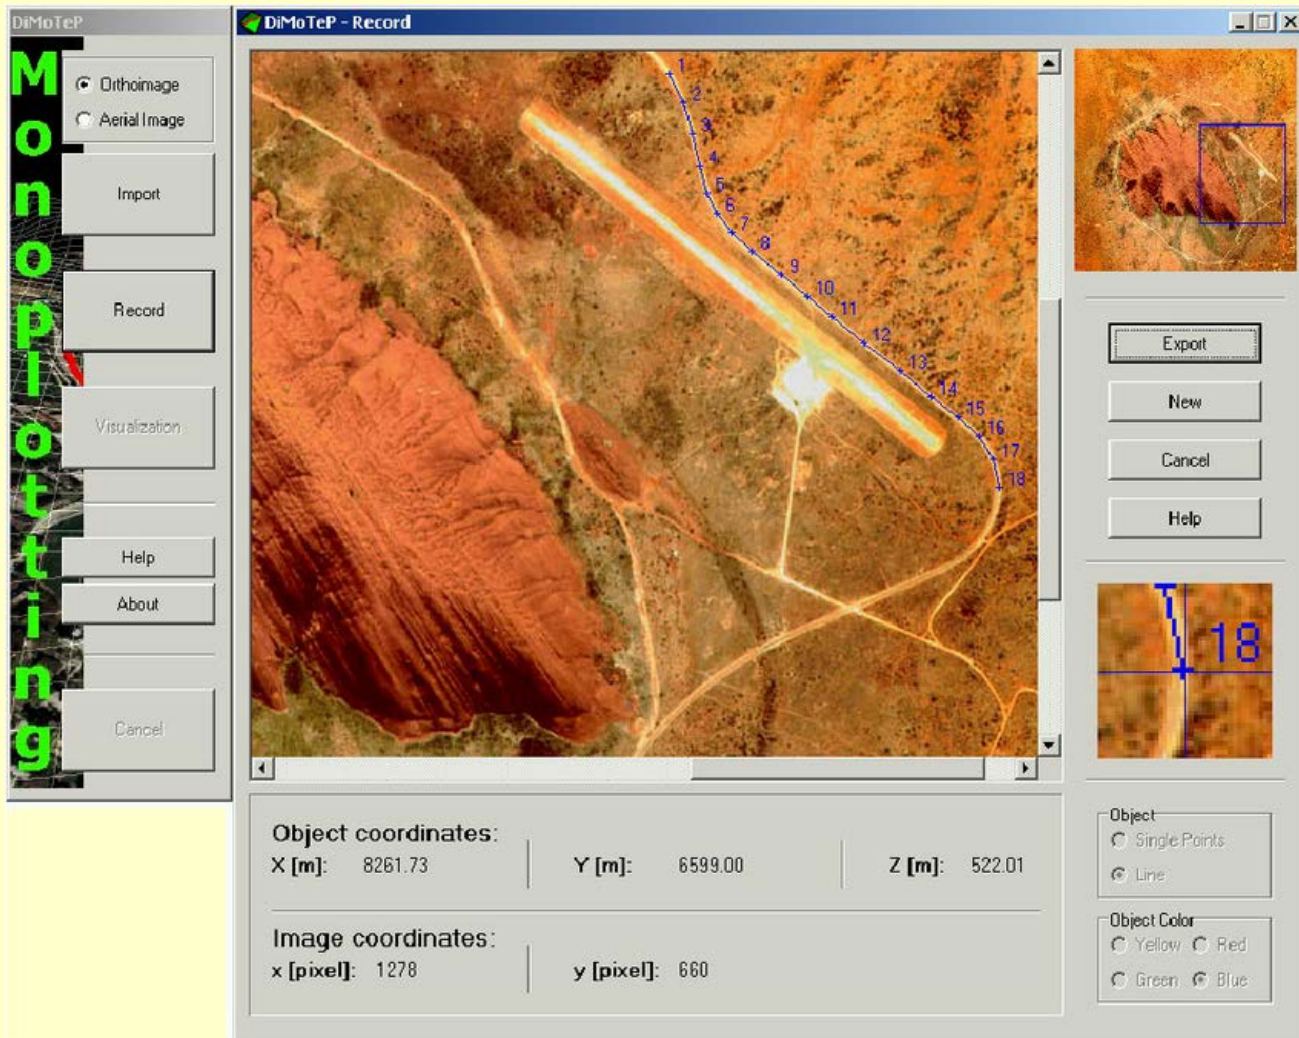 DiMoTeP
Monoplotting
Orthoimage
Aerial Image
Import
Record
Visualization
Help
About
Cancel
DiMoTeP - Record
1
2
3
4
5
6
7
8
9
10
11
12
13
14
15
16
17
18
Export
New
Cancel
Help
18
Object coordinates:
X [m]: 8261.73 Y [m]: 6599.00 Z [m]: 522.01
Image coordinates:
x [pixel]: 1278 y [pixel]: 660
Object
Single Points
Line
Object Color
Yellow Red
Green Blue